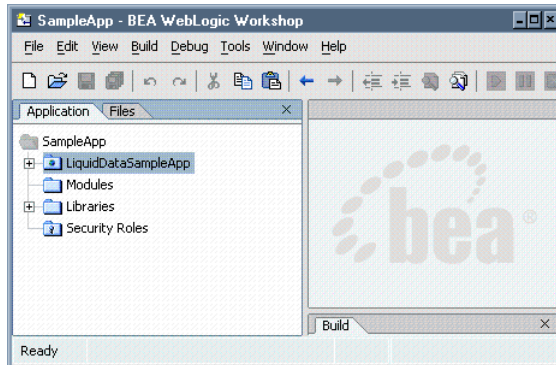 SampleApp - BEA WebLogic Workshop
File Edit View Build Debug Tools Window Help
Application Files
SampleApp
LiquidDataSampleApp
Modules
Libraries
Security Roles
bea®
Build
Ready